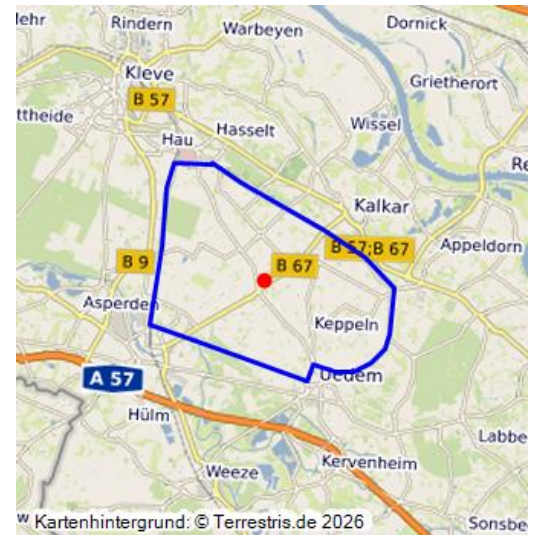 Rindern
Dornick
Warbeyen
Kleve
Grietherort
B 57
ttheide
Hasselt
Wissel
Hau
Kalkar
B 57;B 67
Appeldorn
B 9
B 67
Asperden
Keppeln
A 57
Uedem
Hülm
Labbe
Kervenheim
Weeze
Kartenhintergrund: © Terrestris.de 2026
Sonsbe